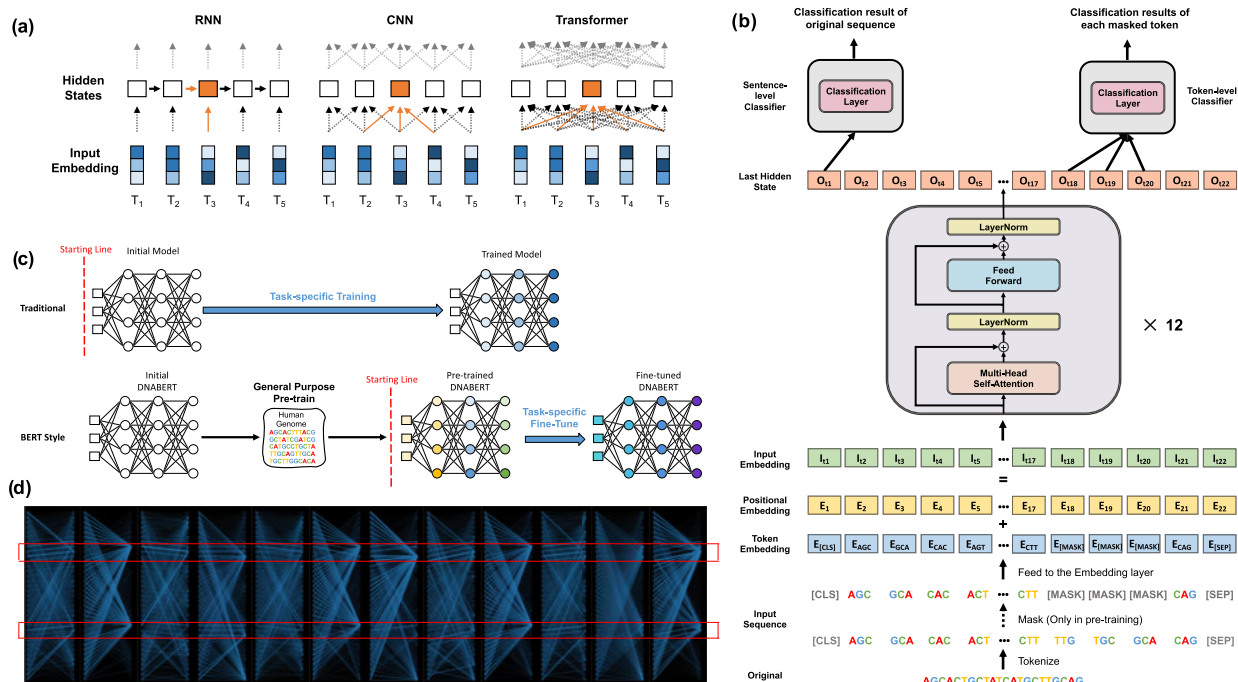 (a)
RNN CNN Transformer
Hidden
States
Input
Embedding
T1 T2 T3 T4 T5 T1 T2 T3 T4 T5 T1 T2 T3 T4 T5
(c)
Starting Line
Initial Model Trained Model
Traditional
Task-specific Training
Initial
DNABERT
General Purpose
Pre-train
Starting Line
Pre-trained
DNABERT
Fine-tuned
DNABERT
Human
Genome
AGCACTTTACG
GCTATCGATCG
CATGCCTGCTA
TTGCAGTTGCA
TGCTTGGCACA
Task-specific
Fine-Tune
BERT Style
(d)
(b)
Classification result of
original sequence
Classification results of
each masked token
Sentence-
level
Classifier
Classification
Layer
Classification
Layer
Token-level
Classifier
Last Hidden
State
Ot1 Ot2 Ot3 Ot4 Ot5 ••• Ot17 Ot18 Ot19 Ot20 Ot21 Ot22
LayerNorm
+
Feed
Forward
LayerNorm
+
Multi-Head
Self-Attention
× 12
Input
Embedding
It1 It2 It3 It4 It5 ••• It17 It18 It19 It20 It21 It22
=
Positional
Embedding
E1 E2 E3 E4 E5 ••• E17 E18 E19 E20 E21 E22
+
Token
Embedding
E[CLS] EAGC EGCA ECAC EAGT ••• ECTT E[MASK] E[MASK] E[MASK] ECAG E[SEP]
Feed to the Embedding layer
[CLS] AGC GCA CAC ACT ••• CTT [MASK] [MASK] [MASK] CAG [SEP]
Input
Sequence
Mask (Only in pre-training)
[CLS] AGC GCA CAC ACT ••• CTT TTG TGC GCA CAG [SEP]
Tokenize
Original
AGCACTGCTATCATGCTTGCAG